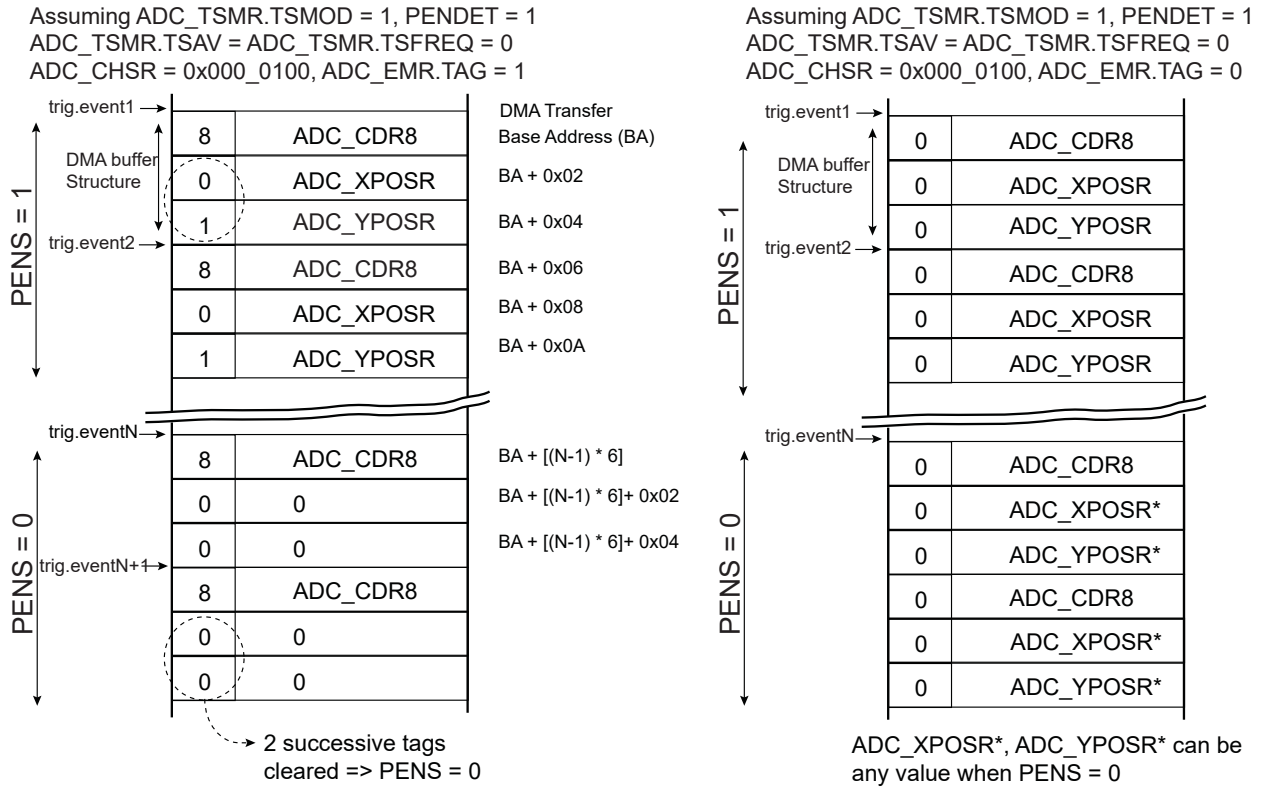 Assuming ADC_TSMR.TSMOD = 1, PENDET = 1
ADC_TSMR.TSAV = ADC_TSMR.TSFREQ = 0
ADC_CHSR = 0x000_0100, ADC_EMR.TAG = 1
trig.event1
DMA Transfer
8 ADC_CDR8 Base Address (BA)
DMA buffer
Structure
0 ADC_XPOSR BA + 0x02
1 ADC_YPOSR BA + 0x04
trig.event2
8 ADC_CDR8 BA + 0x06
0 ADC_XPOSR BA + 0x08
1 ADC_YPOSR BA + 0x0A
PENS = 1
trig.eventN
8 ADC_CDR8 BA + [(N-1) * 6]
0 0 BA + [(N-1) * 6]+ 0x02
0 0 BA + [(N-1) * 6]+ 0x04
trig.eventN+1
8 ADC_CDR8
0 0
0 0
PENS = 0
2 successive tags
cleared => PENS = 0
Assuming ADC_TSMR.TSMOD = 1, PENDET = 1
ADC_TSMR.TSAV = ADC_TSMR.TSFREQ = 0
ADC_CHSR = 0x000_0100, ADC_EMR.TAG = 0
trig.event1
0 ADC_CDR8
DMA buffer
Structure
0 ADC_XPOSR
0 ADC_YPOSR
trig.event2
0 ADC_CDR8
0 ADC_XPOSR
0 ADC_YPOSR
PENS = 1
trig.eventN
0 ADC_CDR8
0 ADC_XPOSR*
0 ADC_YPOSR*
0 ADC_CDR8
0 ADC_XPOSR*
0 ADC_YPOSR*
PENS = 0
ADC_XPOSR*, ADC_YPOSR* can be
any value when PENS = 0